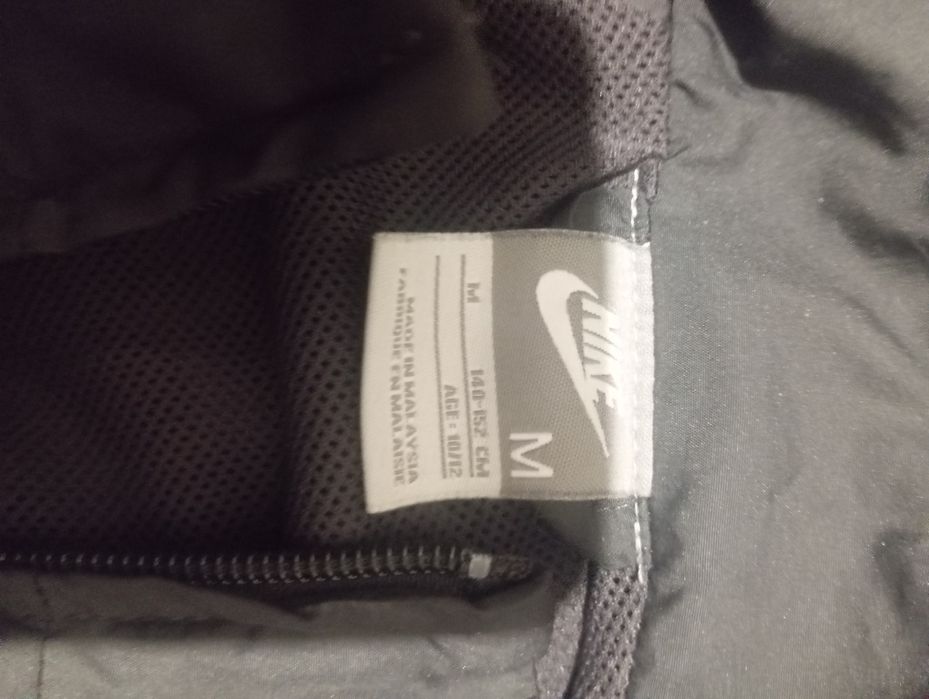 NIKE
M
M 140-152 CM
AGE: 10/12
MADE IN MALAYSIA
FABRIQUE EN MALAISIE